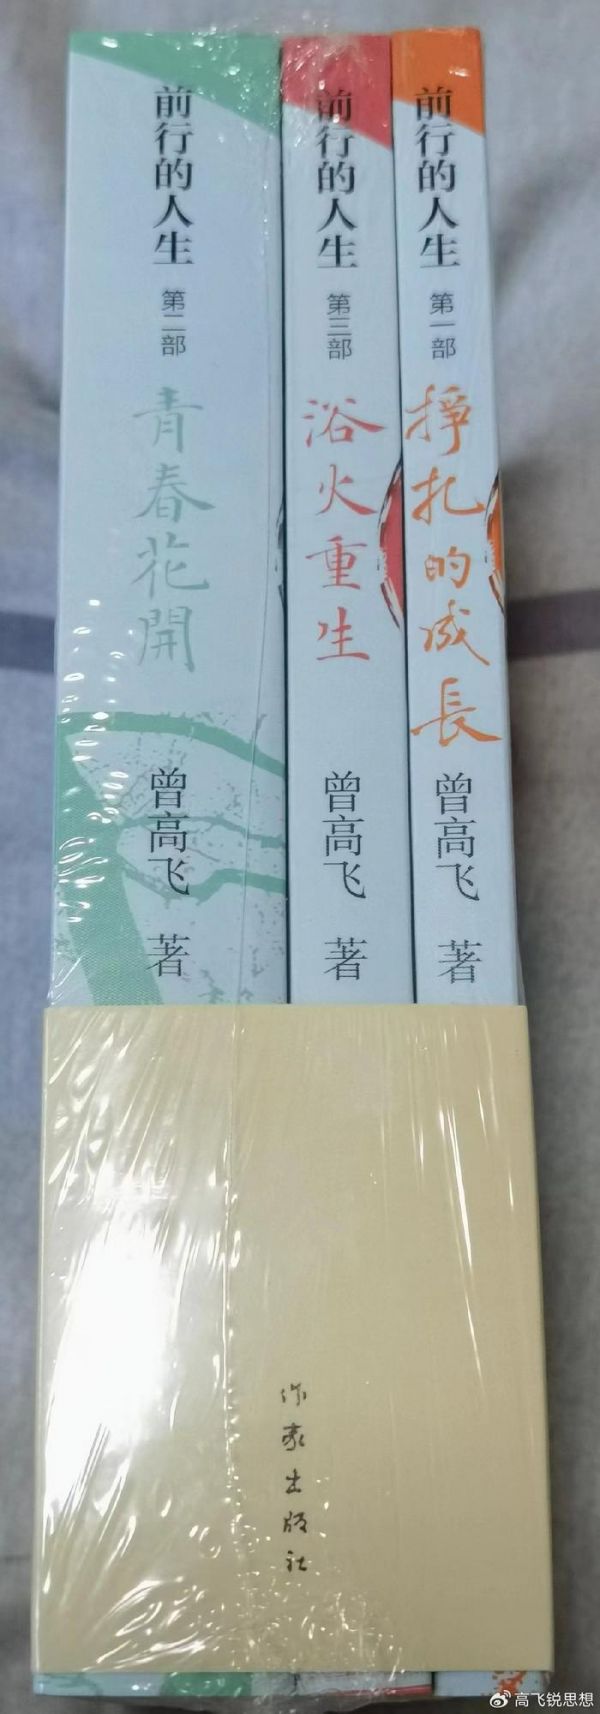 前行的人生
第二部
青春花開
曾高飞 著
前行的人生
第三部
浴火重生
曾高飞 著
前行的人生
第一部
掙扎的成長
曾高飞 著
作家出版社
高飞锐思想